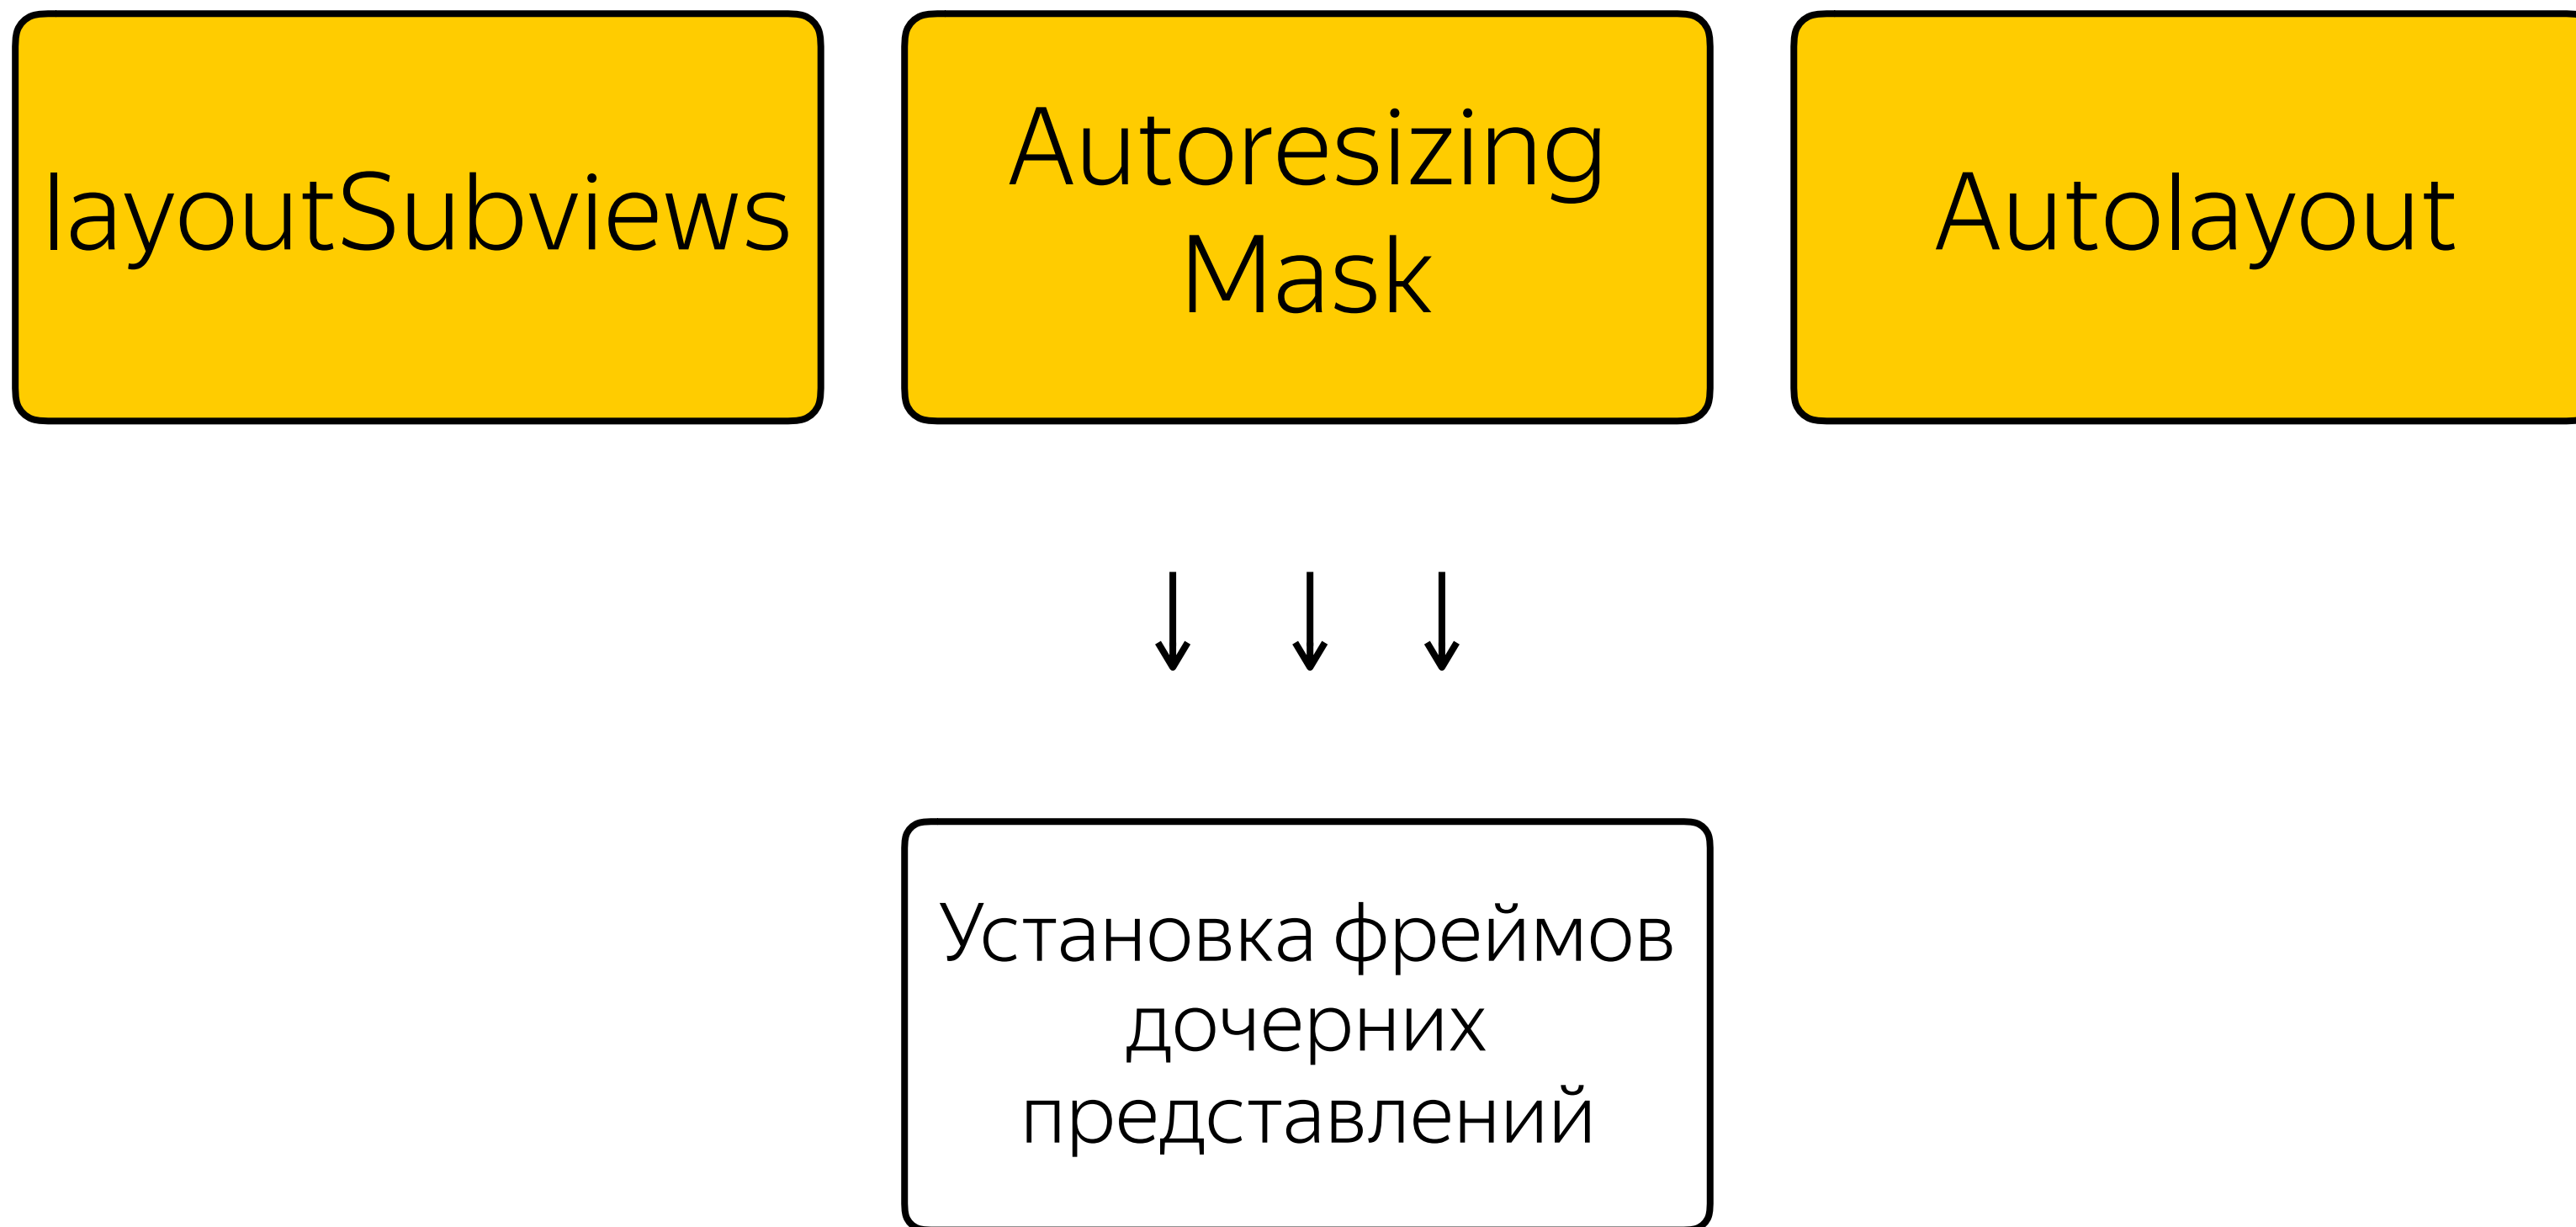 layoutSubviews
Autoresizing
Mask
Autolayout
Установка фреймов
дочерних
представлений